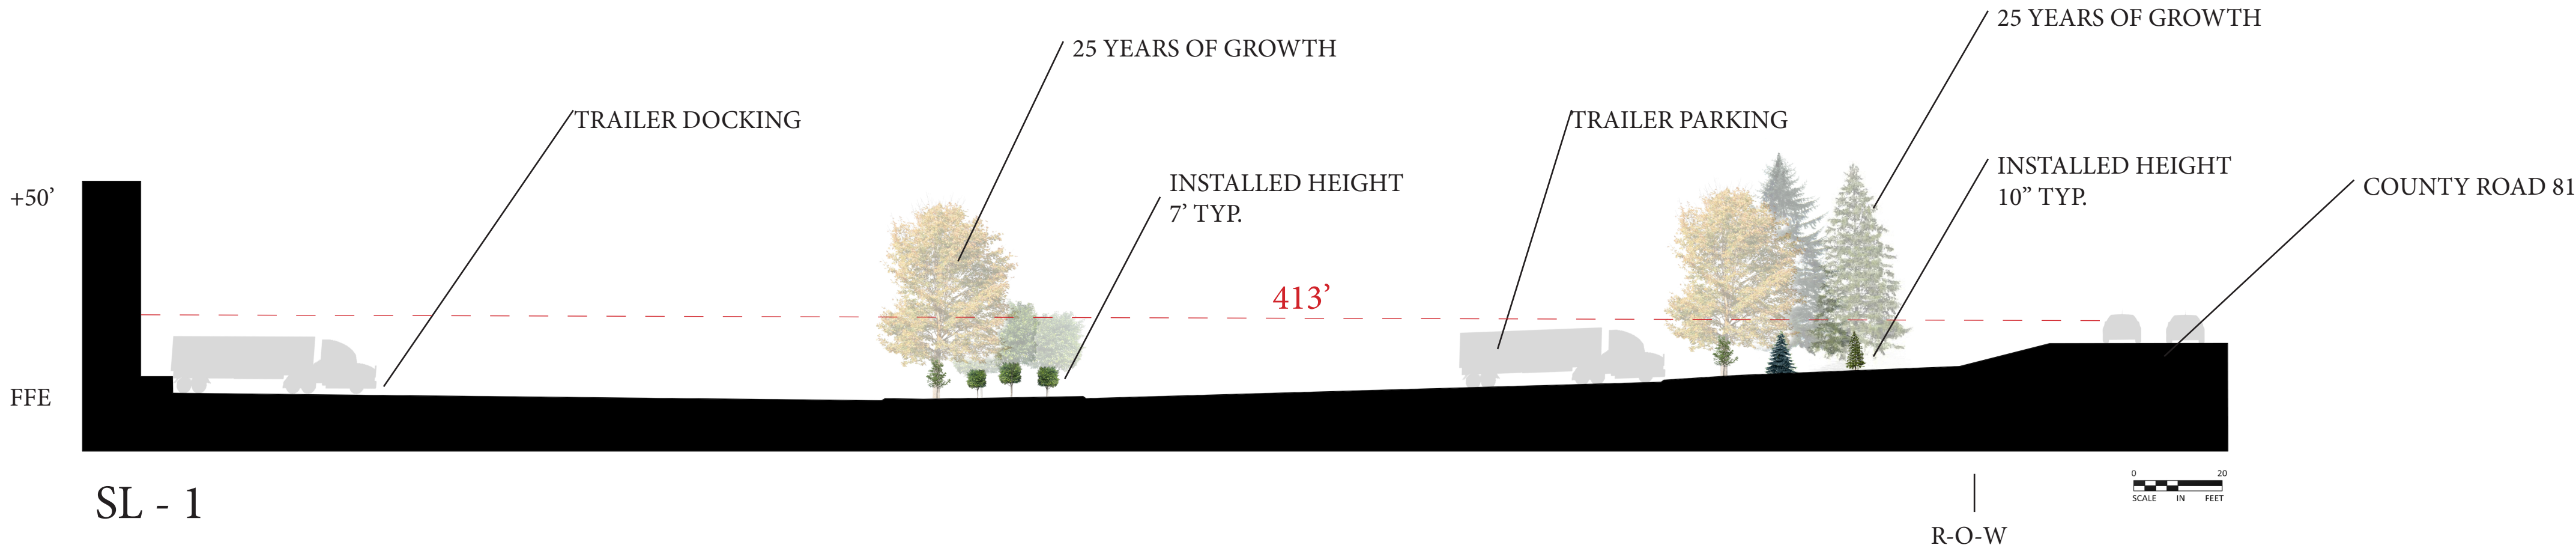 25 YEARS OF GROWTH
25 YEARS OF GROWTH
TRAILER DOCKING
TRAILER PARKING
INSTALLED HEIGHT
7’ TYP.
INSTALLED HEIGHT
10” TYP.
COUNTY ROAD 81
+50’
413’
FFE
SL - 1
0 20
SCALE IN FEET
R-O-W